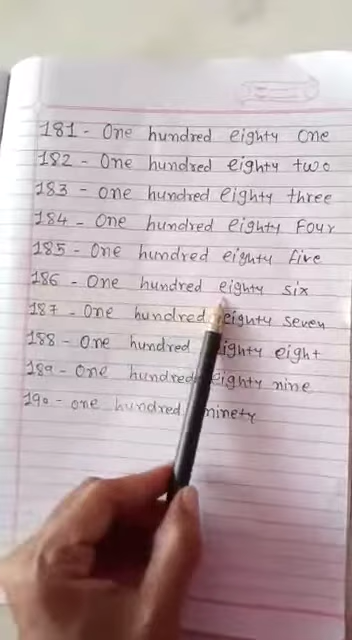 181 - One hundred eighty one
182 - One hundred eighty two
183 - one hundred eighty three
184 - One hundred eighty Four
185 - One hundred eighty five
186 - One hundred eighty six
187 - One hundred eighty seven
188 - One hundred eighty eight
189 - One hundred eighty nine
190 - one hundred ninety